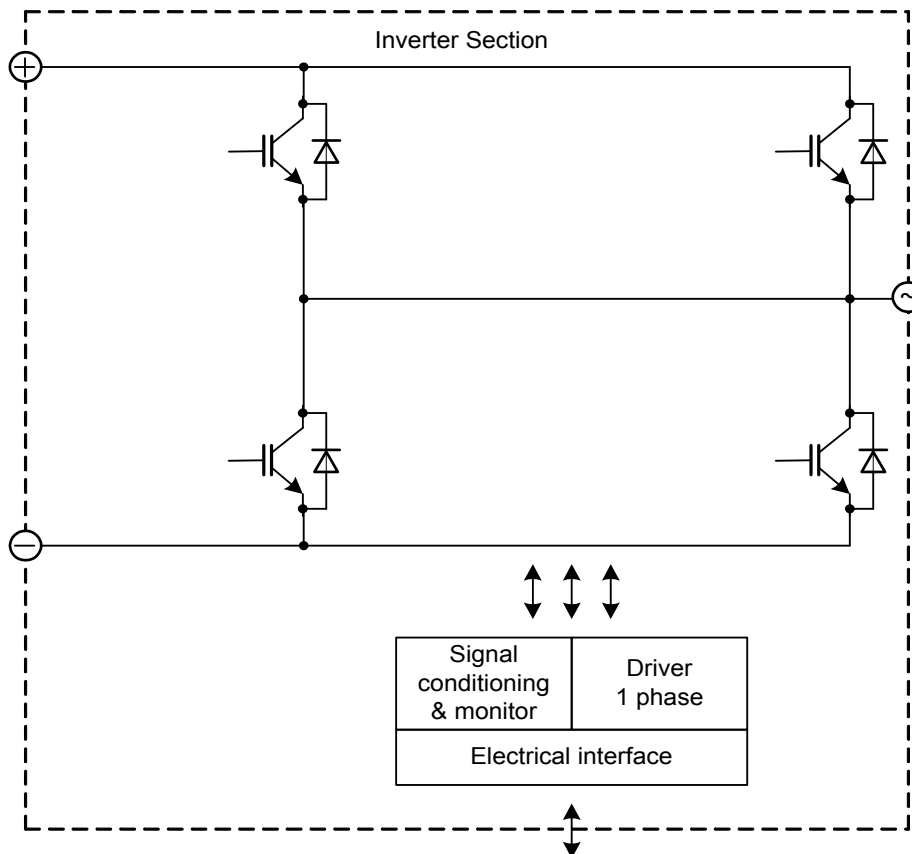 Inverter Section
+
~
−
Signal
conditioning
& monitor
Driver
1 phase
Electrical interface